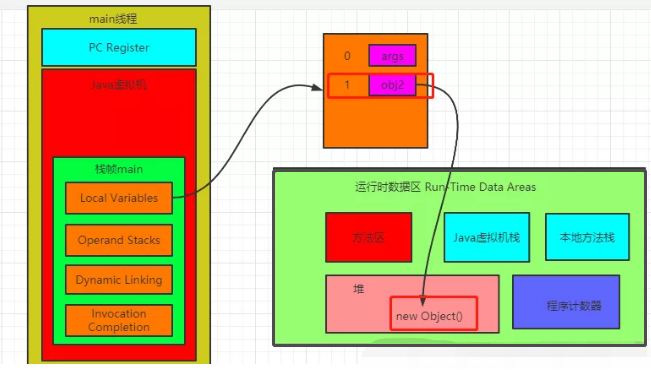 main线程
PC Register
Java虚拟机
栈帧main
Local Variables
Operand Stacks
Dynamic Linking
Invocation
Completion
0
args
1
obj2
运行时数据区 Run-Time Data Areas
方法区
Java虚拟机栈
本地方法栈
堆
new Object()
程序计数器